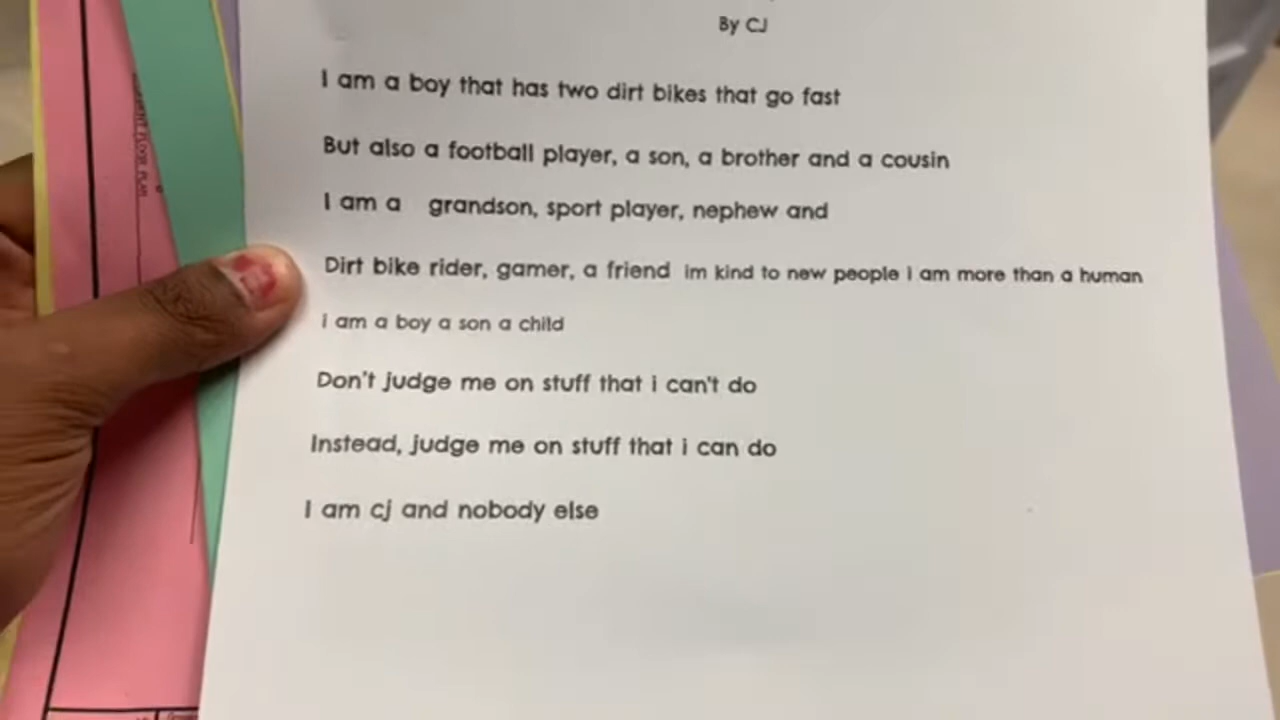 By CJ
I am a boy that has two dirt bikes that go fast
But also a football player, a son, a brother and a cousin
I am a grandson, sport player, nephew and
Dirt bike rider, gamer, a friend im kind to new people I am more than a human
i am a boy a son a child
Don't judge me on stuff that i can't do
Instead, judge me on stuff that i can do
I am cj and nobody else